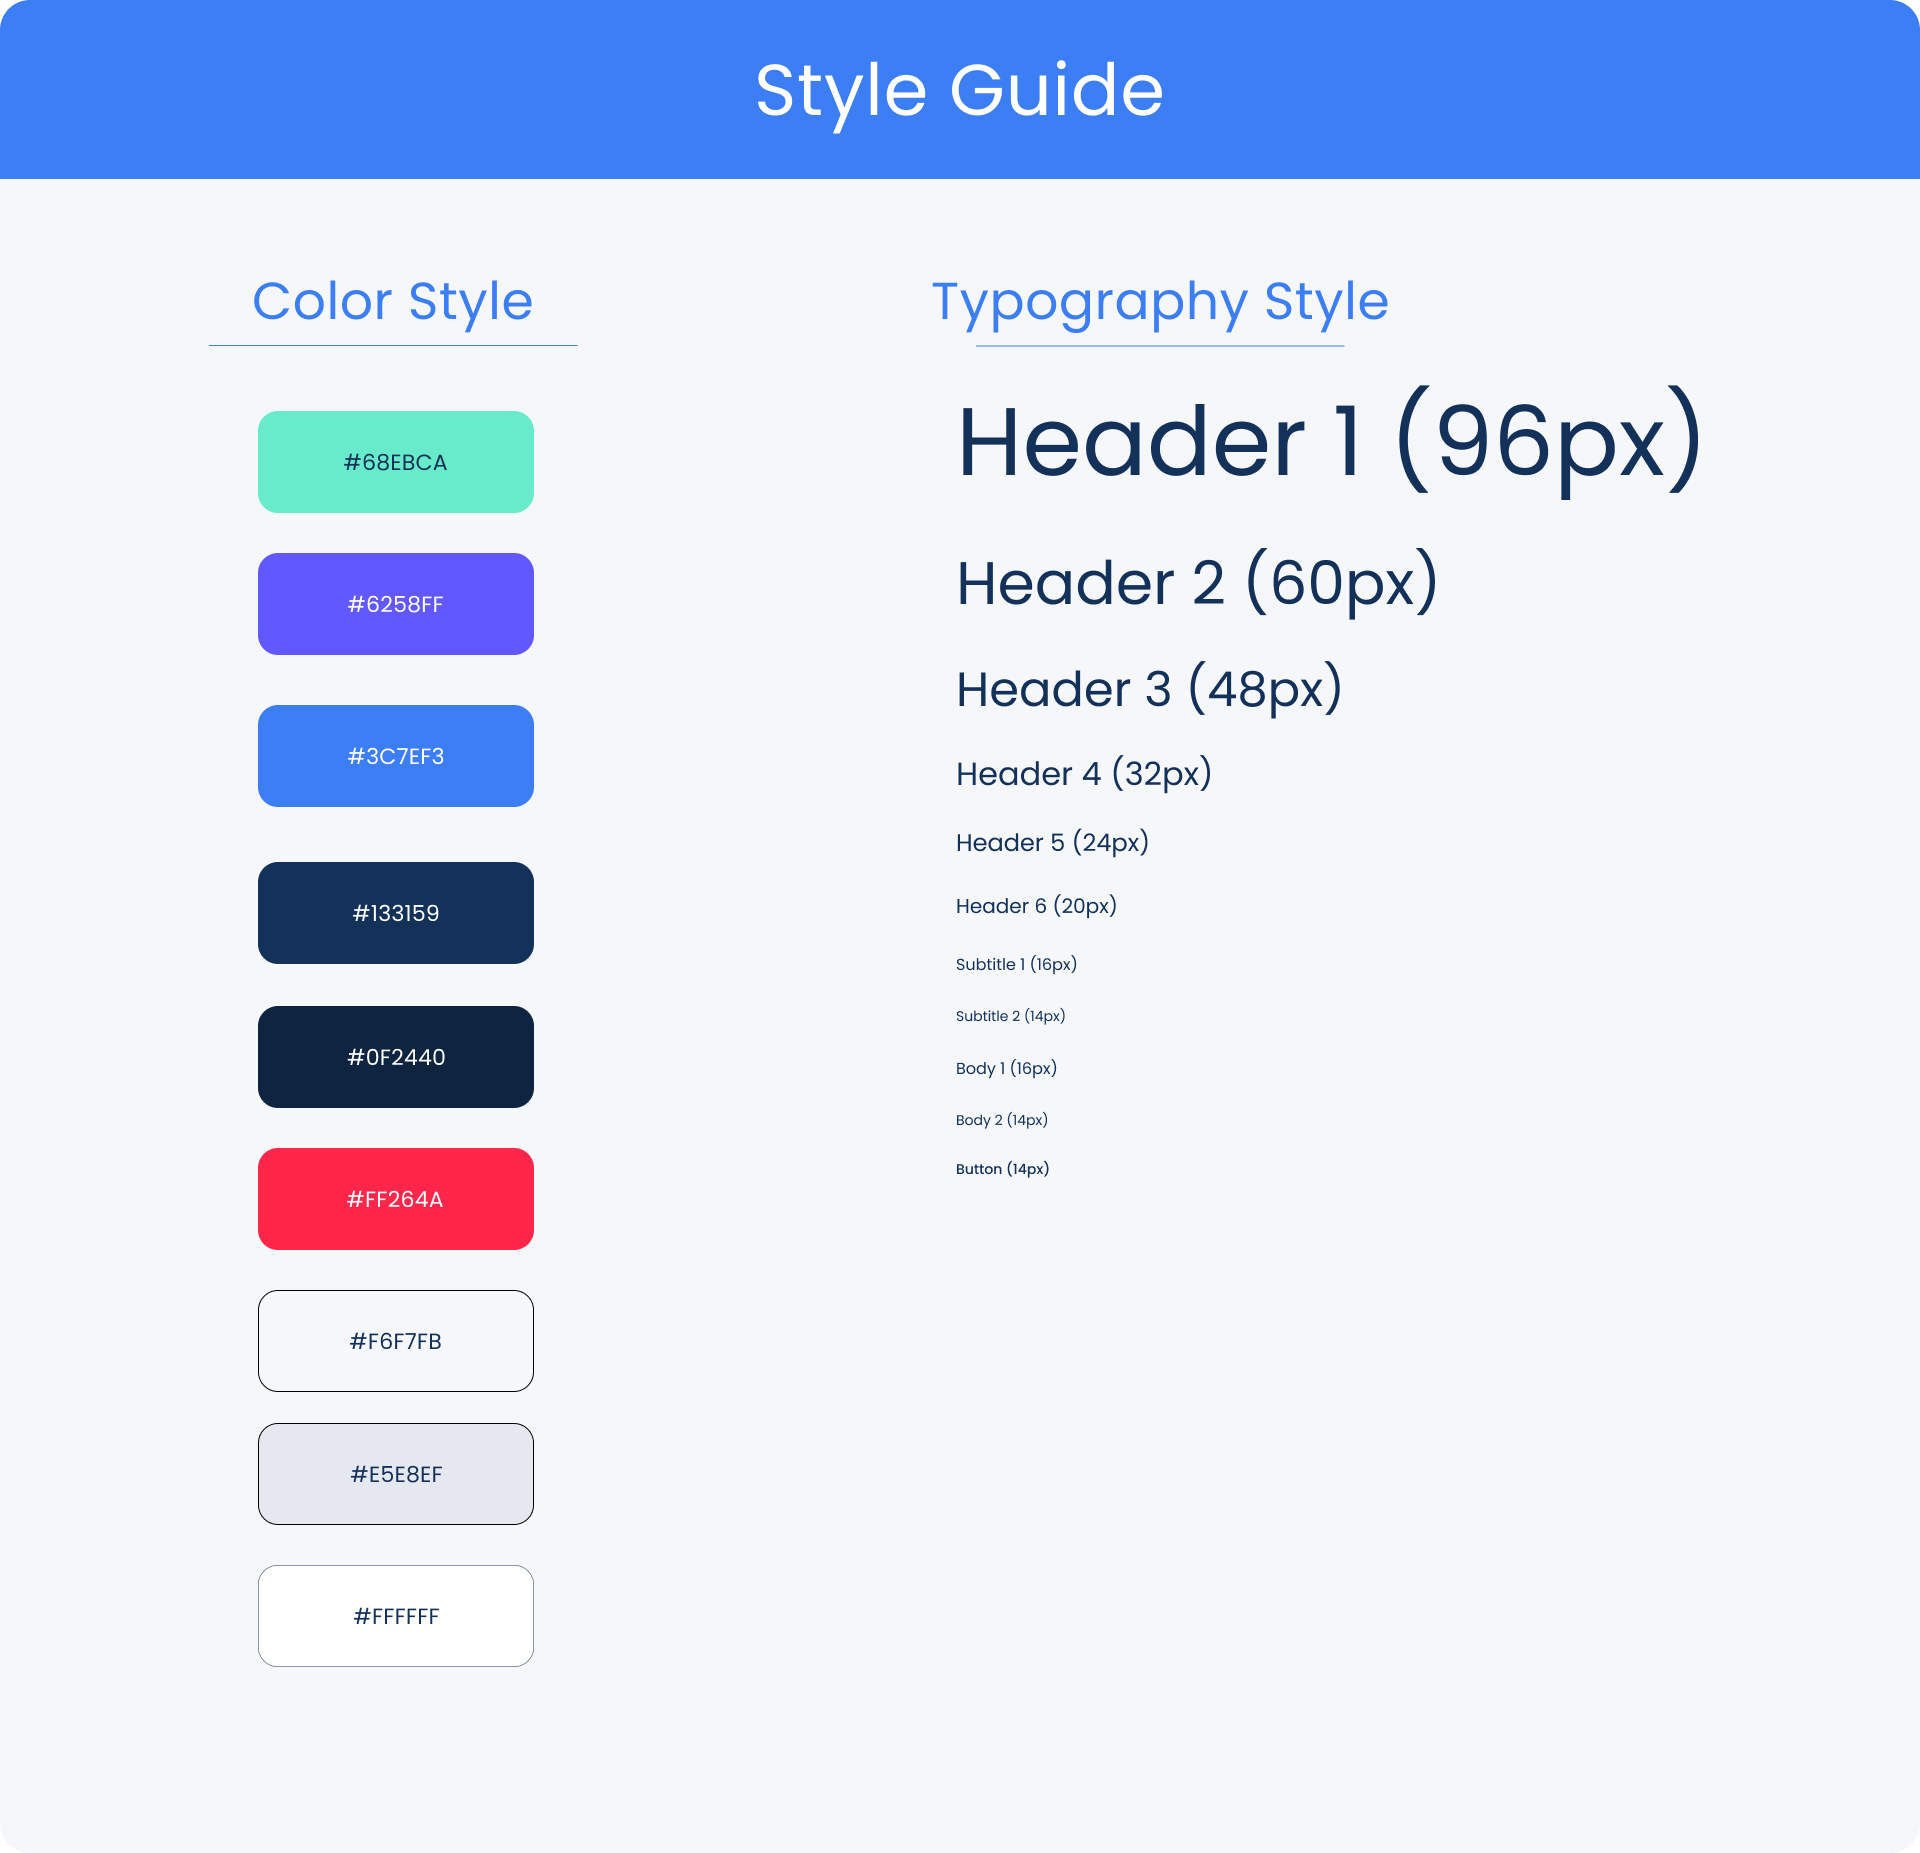 Style Guide
Color Style
#68EBCA
#6258FF
#3C7EF3
#133159
#0F2440
#FF264A
#F6F7FB
#E5E8EF
#FFFFFF
Typography Style
Header 1 (96px)
Header 2 (60px)
Header 3 (48px)
Header 4 (32px)
Header 5 (24px)
Header 6 (20px)
Subtitle 1 (16px)
Subtitle 2 (14px)
Body 1 (16px)
Body 2 (14px)
Button (14px)